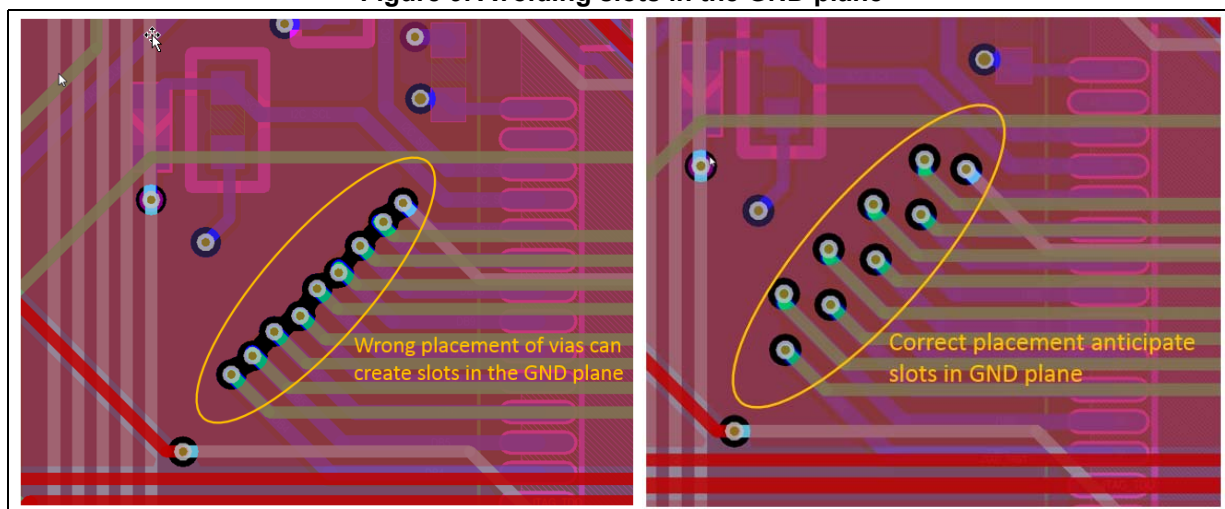 Wrong placement of vias can
create slots in the GND plane
Correct placement anticipate
slots in GND plane